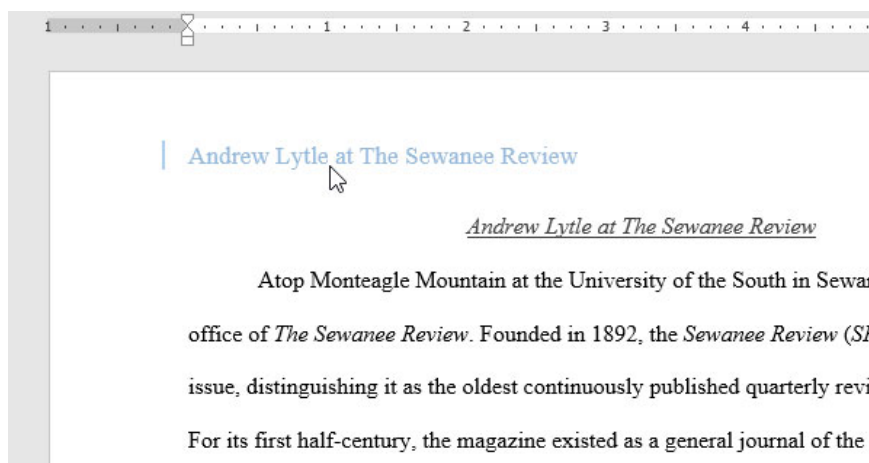 1 1 2 3 4
Andrew Lytle at The Sewanee Review
Andrew Lytle at The Sewanee Review
Atop Monteagle Mountain at the University of the South in
office of The Sewanee Review. Founded in 1892, the Sewanee Review
issue, distinguishing it as the oldest continuously published quarterly
For its first half-century, the magazine existed as a general journal of the